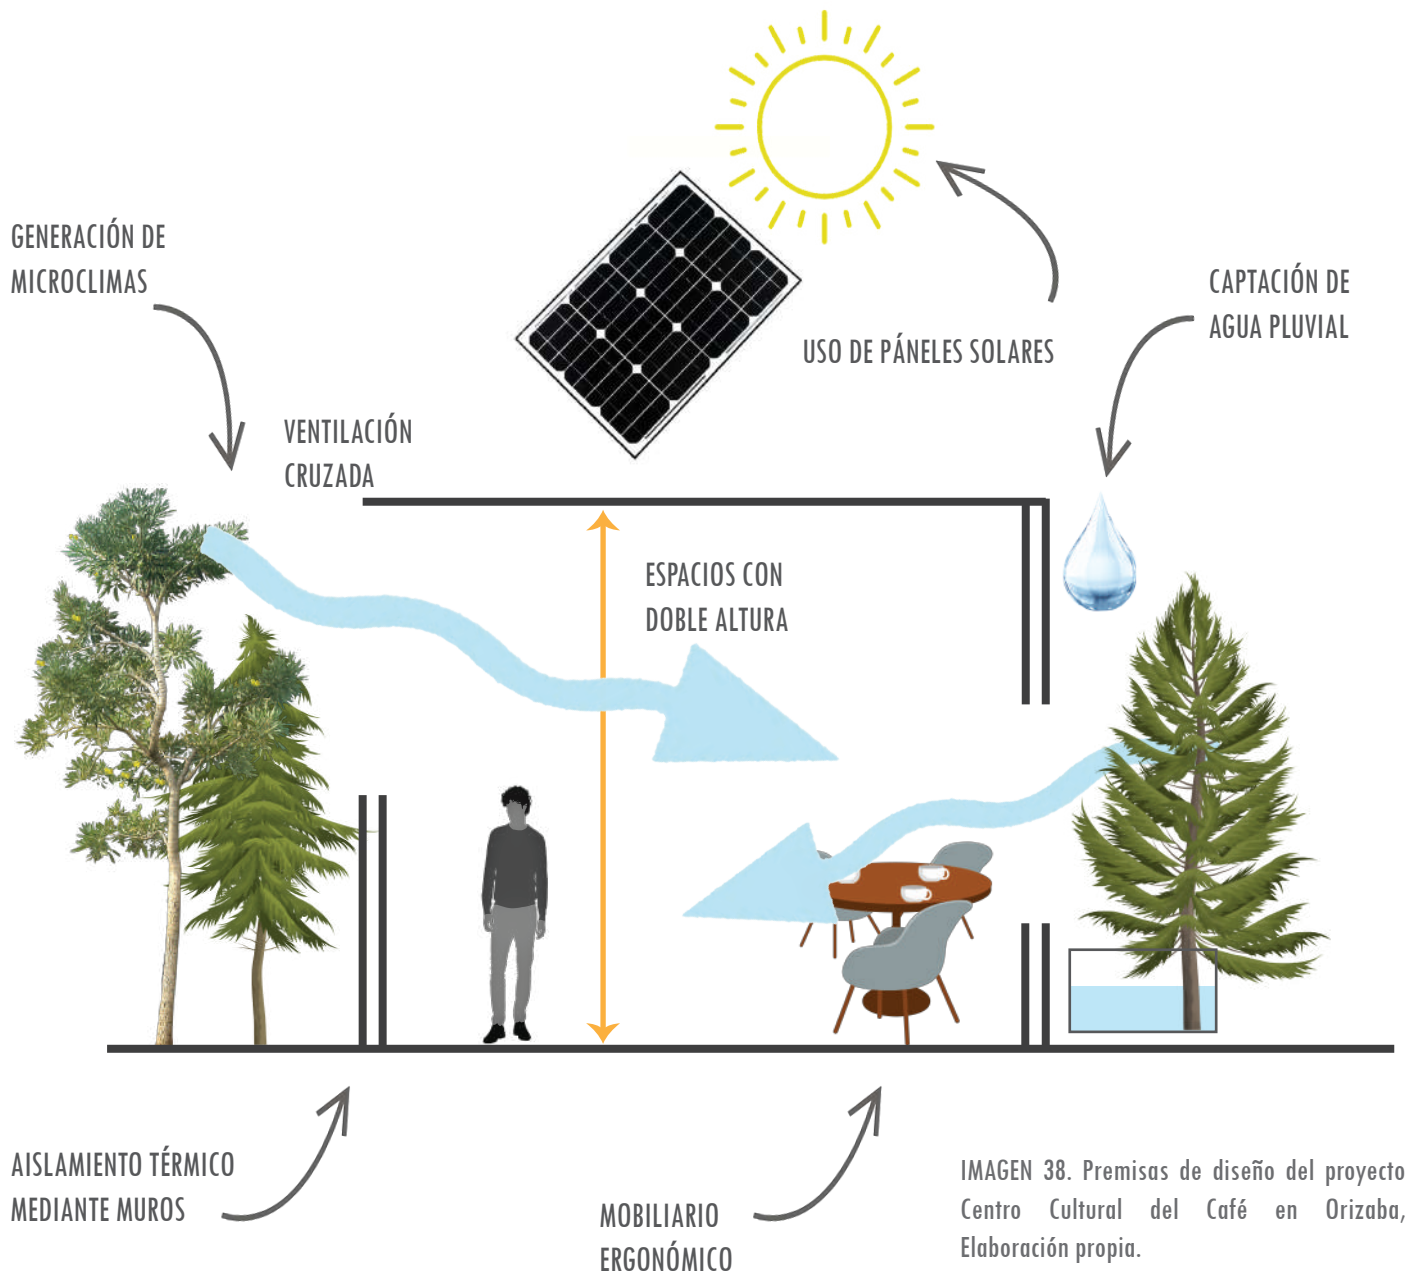 GENERACIÓN DE
MICROCLIMAS
VENTILACIÓN
CRUZADA
USO DE PÁNELES SOLARES
CAPTACIÓN DE
AGUA PLUVIAL
ESPACIOS CON
DOBLE ALTURA
AISLAMIENTO TÉRMICO
MEDIANTE MUROS
MOBILIARIO
ERGONÓMICO
IMAGEN 38. Premisas de diseño del proyecto
Centro Cultural del Café en Orizaba,
Elaboración propia.